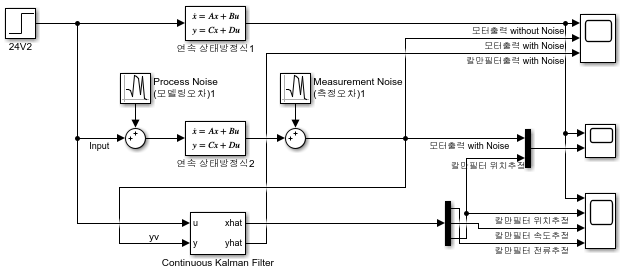 24V2
ẋ = Ax + Bu
y = Cx + Du
연속 상태방정식1
모터출력 without Noise
모터출력 with Noise
칼만필터출력 with Noise
Process Noise
(모델링오차)1
Measurement Noise
(측정오차)1
Input
ẋ = Ax + Bu
y = Cx + Du
연속 상태방정식2
모터출력 with Noise
칼만필터 위치추정
yv
u
xhat
y
yhat
Continuous Kalman Filter
칼만필터 위치추정
칼만필터 속도추정
칼만필터 전류추정